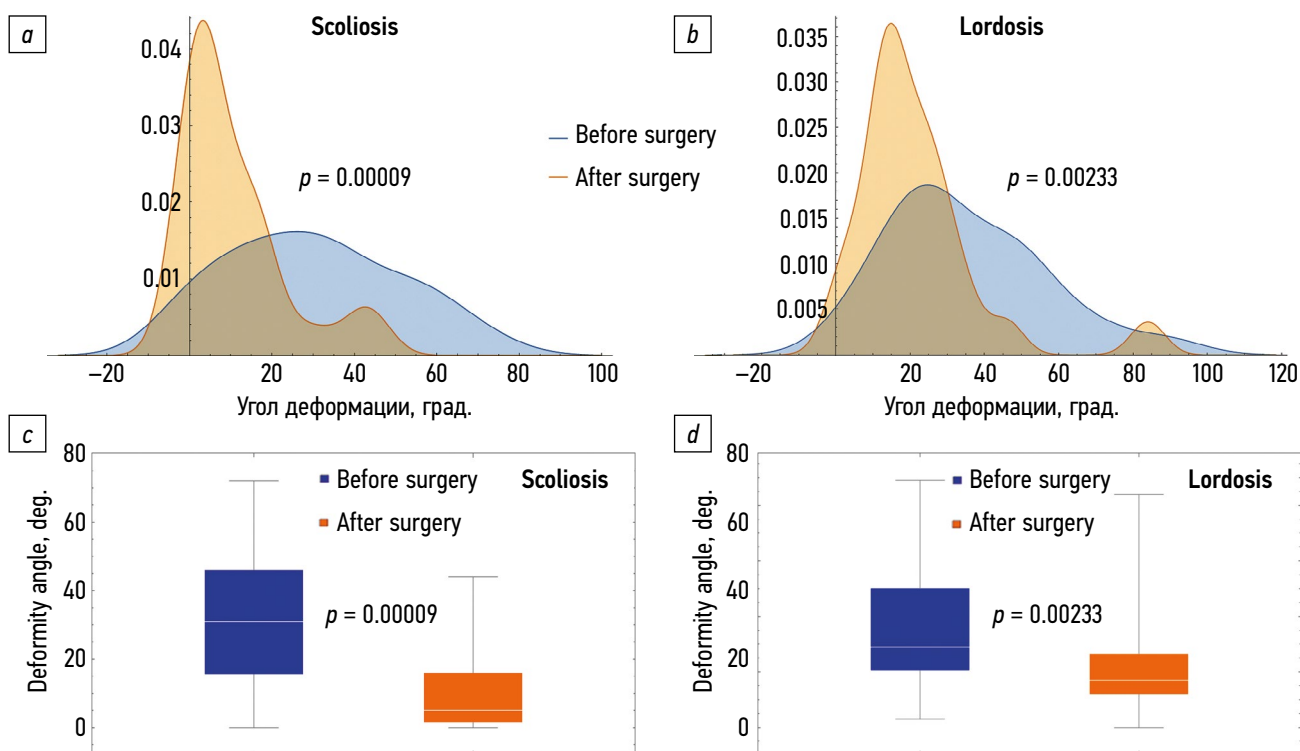 a
Scoliosis
0.04
0.03
0.02
0.01
p = 0.00009
–20
20
40
60
80
100
Угол деформации, град.
Before surgery
After surgery
b
Lordosis
0.035
0.030
0.025
0.020
0.015
0.010
0.005
p = 0.00233
–20
20
40
60
80
100
120
Угол деформации, град.
c
Deformity angle, deg.
80
60
40
20
0
Before surgery
After surgery
Scoliosis
p = 0.00009
d
Deformity angle, deg.
80
60
40
20
0
Before surgery
After surgery
Lordosis
p = 0.00233